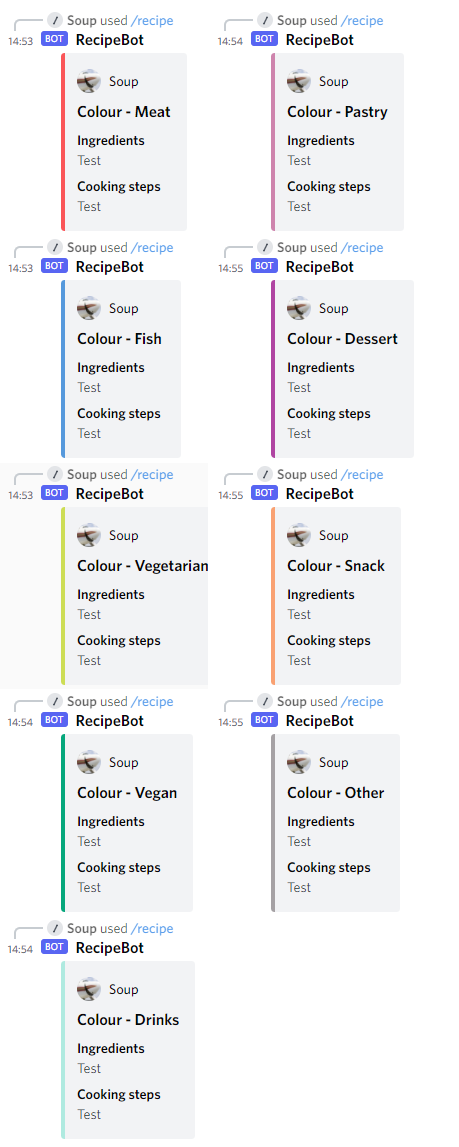 / Soup used /recipe
14:53 BOT RecipeBot
Soup
Colour - Meat
Ingredients
Test
Cooking steps
Test
/ Soup used /recipe
14:53 BOT RecipeBot
Soup
Colour - Fish
Ingredients
Test
Cooking steps
Test
/ Soup used /recipe
14:53 BOT RecipeBot
Soup
Colour - Vegetarian
Ingredients
Test
Cooking steps
Test
/ Soup used /recipe
14:54 BOT RecipeBot
Soup
Colour - Vegan
Ingredients
Test
Cooking steps
Test
/ Soup used /recipe
14:54 BOT RecipeBot
Soup
Colour - Drinks
Ingredients
Test
Cooking steps
Test
/ Soup used /recipe
14:54 BOT RecipeBot
Soup
Colour - Pastry
Ingredients
Test
Cooking steps
Test
/ Soup used /recipe
14:55 BOT RecipeBot
Soup
Colour - Dessert
Ingredients
Test
Cooking steps
Test
/ Soup used /recipe
14:55 BOT RecipeBot
Soup
Colour - Snack
Ingredients
Test
Cooking steps
Test
/ Soup used /recipe
14:55 BOT RecipeBot
Soup
Colour - Other
Ingredients
Test
Cooking steps
Test